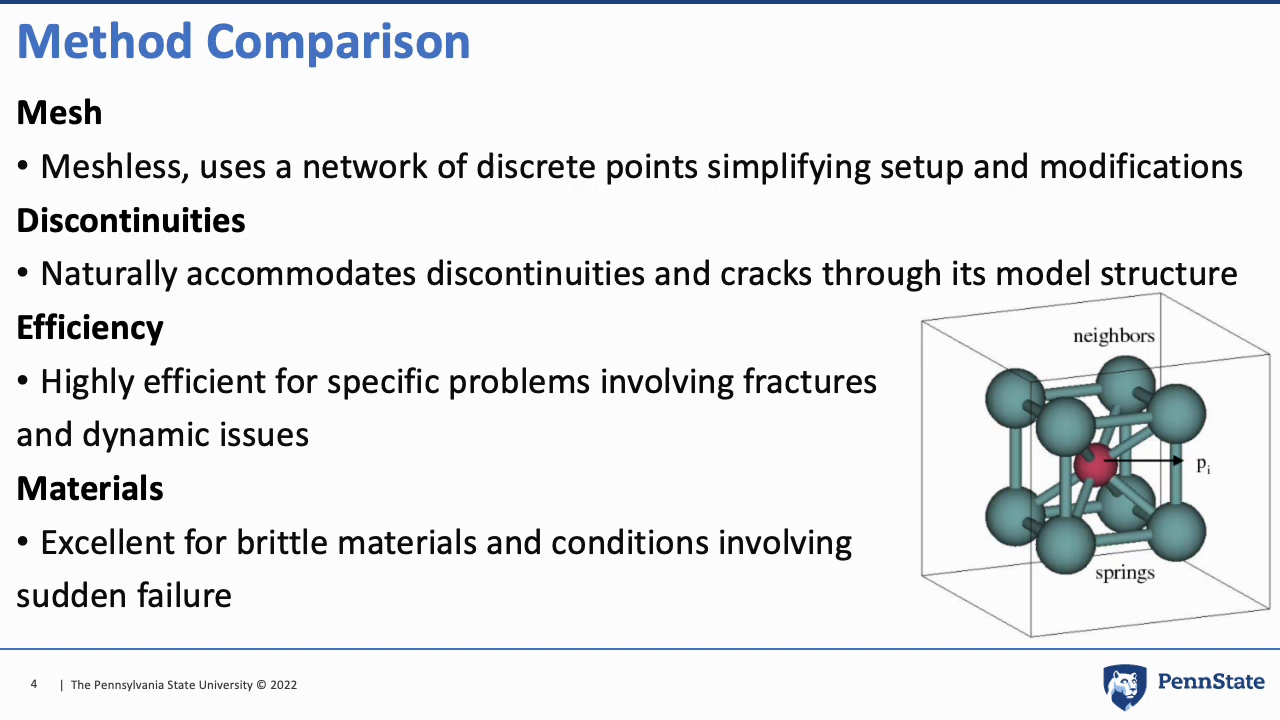 Method Comparison
Mesh
• Meshless, uses a network of discrete points simplifying setup and modifications
Discontinuities
• Naturally accommodates discontinuities and cracks through its model structure
Efficiency
• Highly efficient for specific problems involving fractures
and dynamic issues
Materials
• Excellent for brittle materials and conditions involving
sudden failure
neighbors
pi
springs
4 | The Pennsylvania State University © 2022
PennState